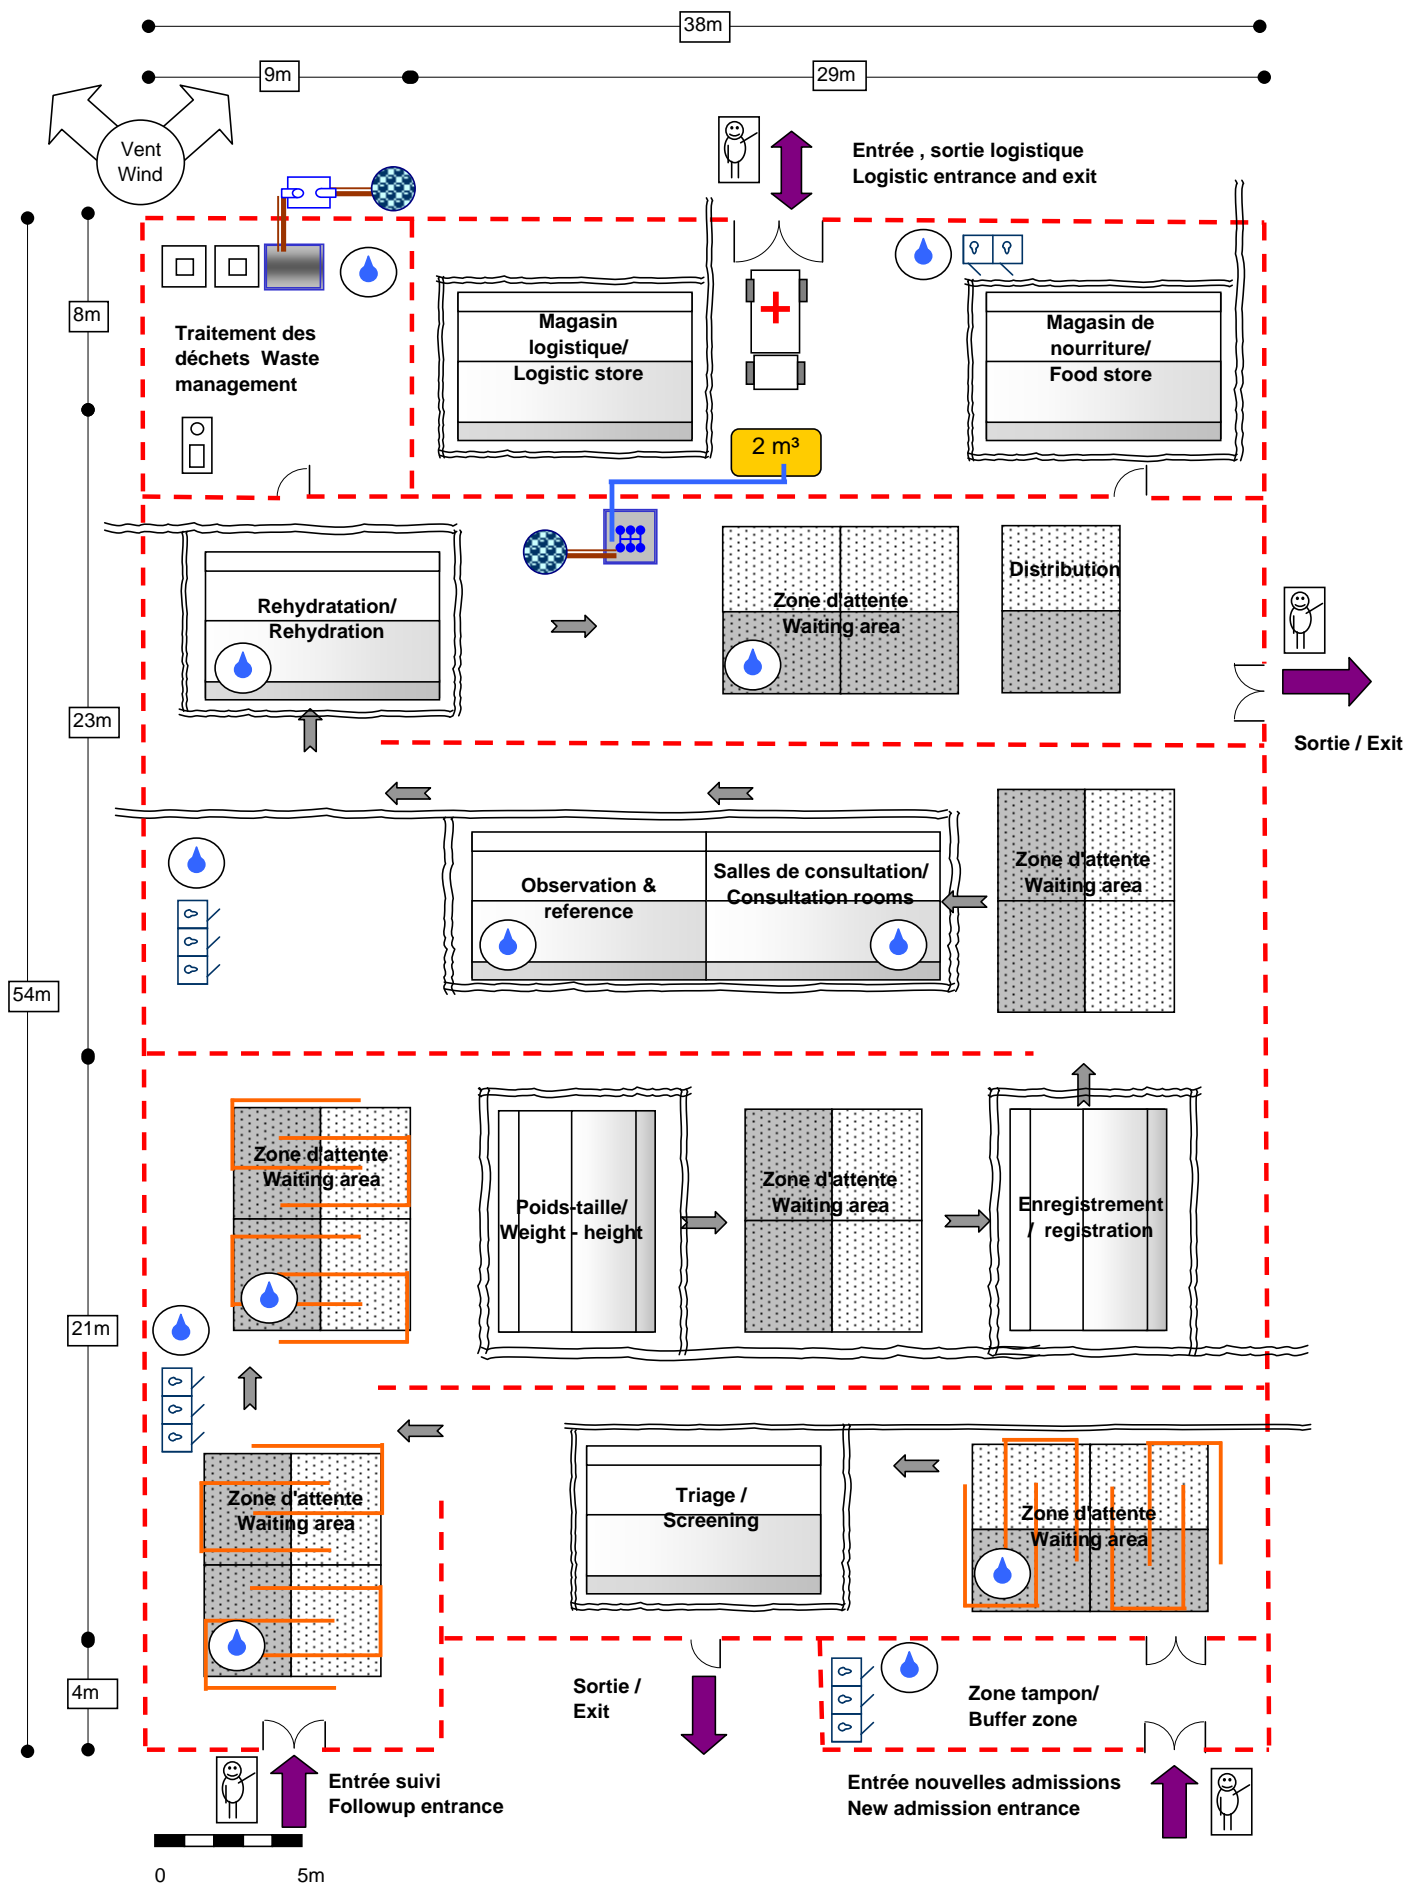 38m
9m
29m
Vent
Wind
Entrée , sortie logistique
Logistic entrance and exit
8m
Traitement des
déchets  Waste
management
Magasin
logistique/
Logistic store
Magasin de
nourriture/
Food store
2 m³
Rehydratation/
Rehydration
Zone d'attente
Waiting area
Distribution
23m
Sortie / Exit
Observation &
reference
Salles de consultation/
Consultation rooms
Zone d'attente
Waiting area
54m
Zone d'attente
Waiting area
Poids-taille/
Weight - height
Zone d'attente
Waiting area
Enregistrement
/  registration
21m
Zone d'attente
Waiting area
Triage /
Screening
Zone d'attente
Waiting area
4m
Sortie /
Exit
Zone tampon/
Buffer zone
Entrée suivi
Followup entrance
Entrée nouvelles admissions
New admission entrance
0
5m